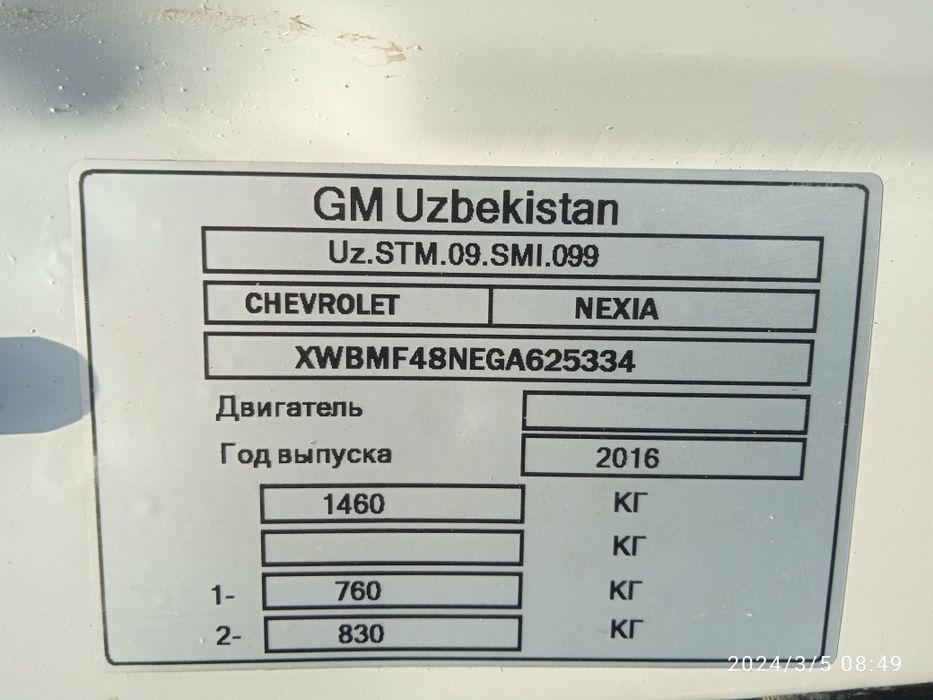 GM Uzbekistan
Uz.STM.09.SMI.099
CHEVROLET NEXIA
XWBMF48NEGA625334
Двигатель
Год выпуска 2016
1460 КГ
КГ
1- 760 КГ
2- 830 КГ
2024/3/5 08:49